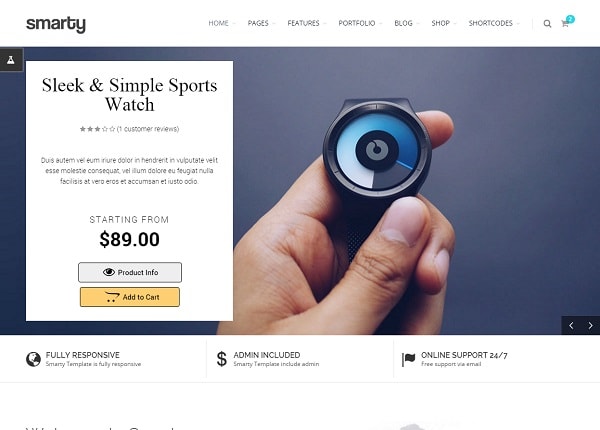 smarty
HOME PAGES FEATURES PORTFOLIO BLOG SHOP SHORTCODES
2
Sleek & Simple Sports
Watch
(1 customer reviews)
Duis autem vel eum iriure dolor in hendrerit in vulputate velit
esse molestie consequat, vel illum dolore eu feugiat nulla
facilisis at vero eros et accumsan et iusto odio.
STARTING FROM
$89.00
Product Info
Add to Cart
FULLY RESPONSIVE
Smarty Template is fully responsive
ADMIN INCLUDED
Smarty Template include admin
ONLINE SUPPORT 24/7
Free support via email